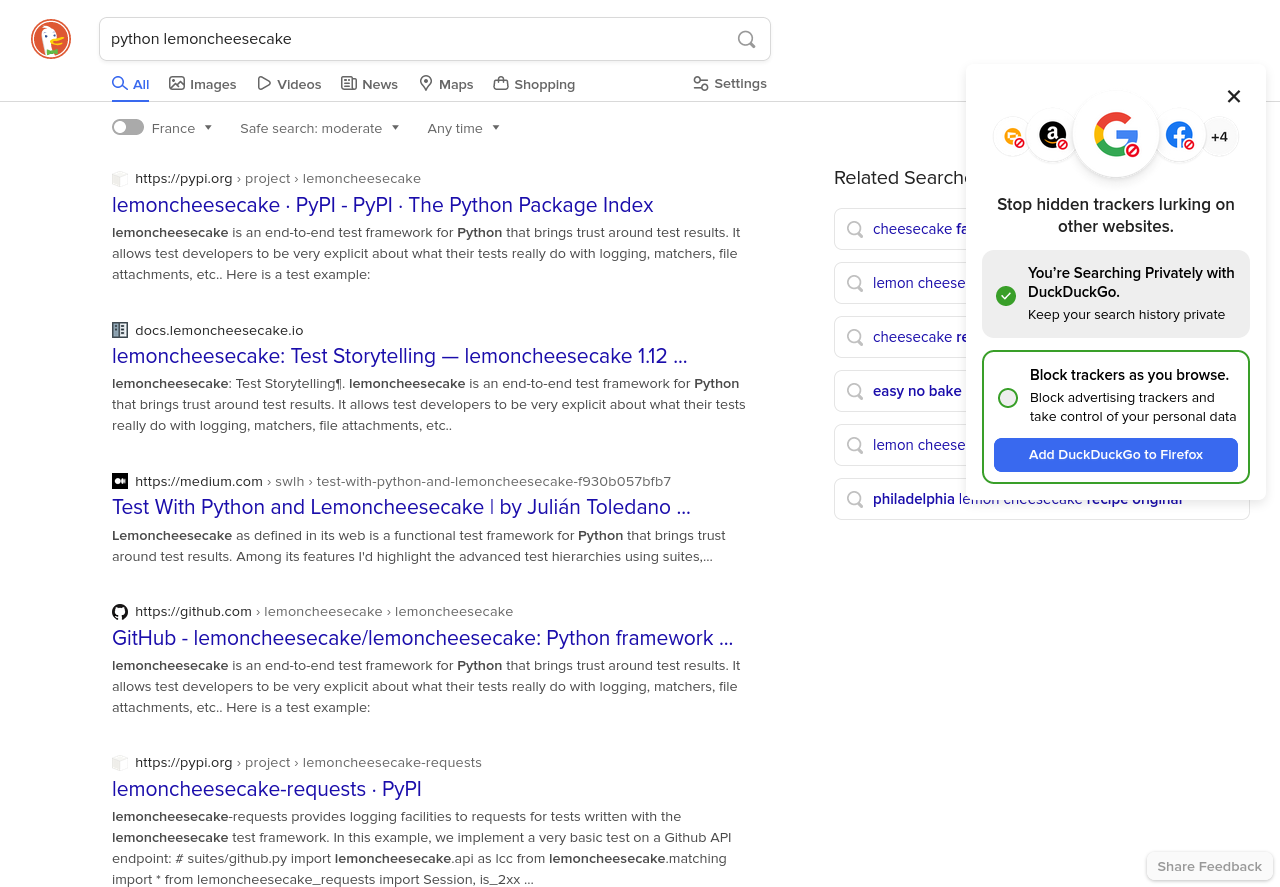 python lemoncheesecake
All Images Videos News Maps Shopping Settings
France Safe search: moderate Any time
https://pypi.org › project › lemoncheesecake
lemoncheesecake · PyPI - PyPI · The Python Package Index
lemoncheesecake is an end-to-end test framework for Python that brings trust around test results. It
allows test developers to be very explicit about what their tests really do with logging, matchers, file
attachments, etc.. Here is a test example:
docs.lemoncheesecake.io
lemoncheesecake: Test Storytelling — lemoncheesecake 1.12 ...
lemoncheesecake: Test Storytelling¶. lemoncheesecake is an end-to-end test framework for Python
that brings trust around test results. It allows test developers to be very explicit about what their tests
really do with logging, matchers, file attachments, etc..
https://medium.com › swlh › test-with-python-and-lemoncheesecake-f930b057bfb7
Test With Python and Lemoncheesecake | by Julián Toledano ...
Lemoncheesecake as defined in its web is a functional test framework for Python that brings trust
around test results. Among its features I'd highlight the advanced test hierarchies using suites,...
https://github.com › lemoncheesecake › lemoncheesecake
GitHub - lemoncheesecake/lemoncheesecake: Python framework ...
lemoncheesecake is an end-to-end test framework for Python that brings trust around test results. It
allows test developers to be very explicit about what their tests really do with logging, matchers, file
attachments, etc.. Here is a test example:
https://pypi.org › project › lemoncheesecake-requests
lemoncheesecake-requests · PyPI
lemoncheesecake-requests provides logging facilities to requests for tests written with the
lemoncheesecake test framework. In this example, we implement a very basic test on a Github API
endpoint: # suites/github.py import lemoncheesecake.api as lcc from lemoncheesecake.matching
import * from lemoncheesecake_requests import Session, is_2xx ...
Related Searche
cheesecake fa
lemon cheese
cheesecake re
easy no bake
lemon cheese
philadelphia lemon cheesecake recipe original
+4
Stop hidden trackers lurking on
other websites.
You're Searching Privately with
DuckDuckGo.
Keep your search history private
Block trackers as you browse.
Block advertising trackers and
take control of your personal data
Add DuckDuckGo to Firefox
Share Feedback